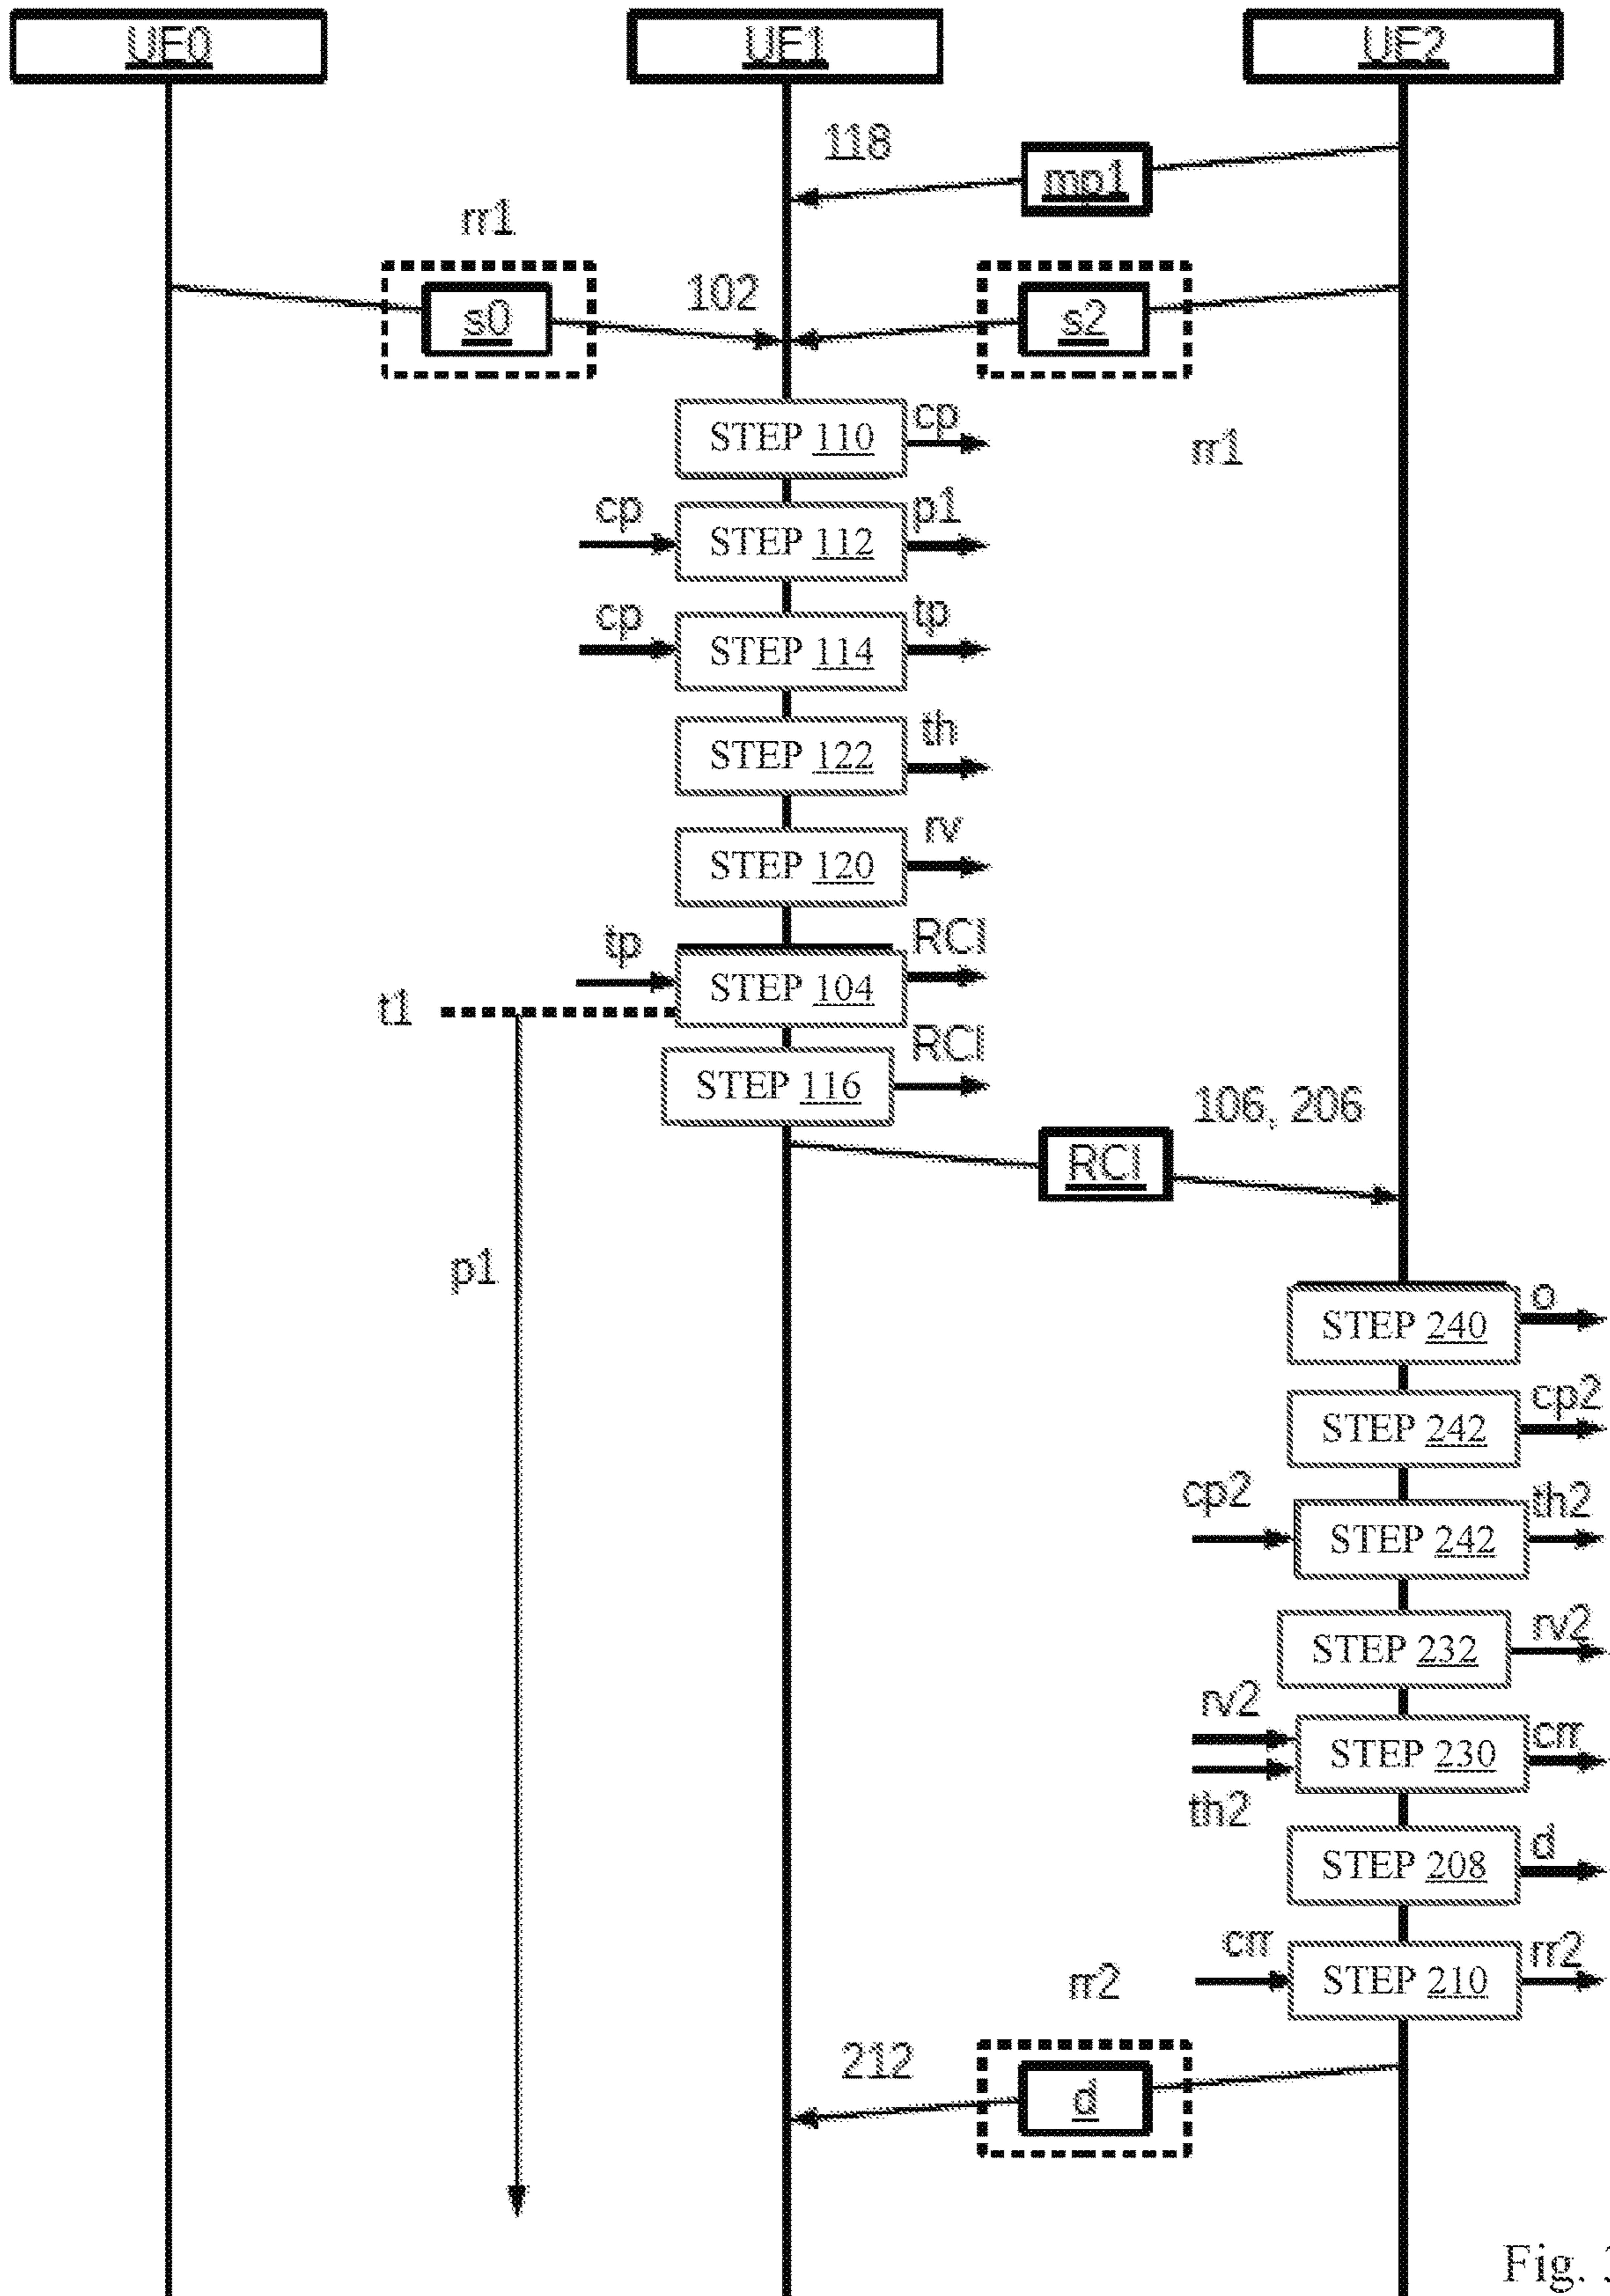 UE0 UE1 UE2
118
mp1
rr1
102
s0
s2
STEP 110
cp
rr1
cp
STEP 112
p1
cp
STEP 114
tp
STEP 122
th
STEP 120
rv
tp
STEP 104
RCI
t1
STEP 116
RCI
106, 206
RCI
p1
STEP 240
o
STEP 242
cp2
cp2
STEP 242
th2
STEP 232
rv2
rv2
STEP 230
crr
th2
STEP 208
d
crr
STEP 210
rr2
rr2
212
d
Fig.